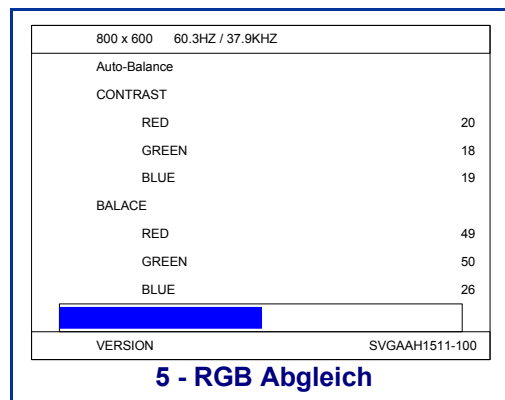 800 x 600 60.3HZ / 37.9KHZ
Auto-Balance
CONTRAST
RED 20
GREEN 18
BLUE 19
BALACE
RED 49
GREEN 50
BLUE 26
VERSION SVGAAH1511-100
5 - RGB Abgleich